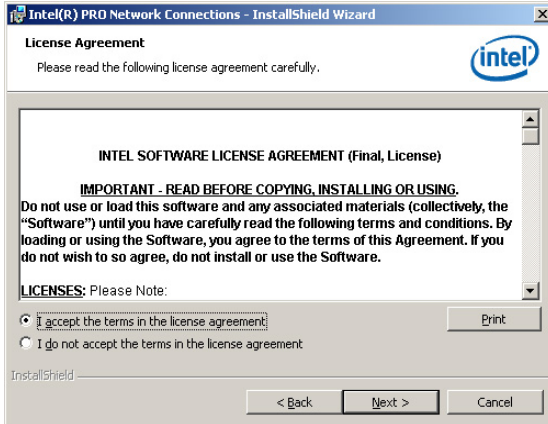 Intel(R) PRO Network Connections - InstallShield Wizard
License Agreement
Please read the following license agreement carefully.
intel
INTEL SOFTWARE LICENSE AGREEMENT (Final, License)
IMPORTANT - READ BEFORE COPYING, INSTALLING OR USING.
Do not use or load this software and any associated materials (collectively, the
“Software”) until you have carefully read the following terms and conditions. By
loading or using the Software, you agree to the terms of this Agreement. If you
do not wish to so agree, do not install or use the Software.
LICENSES: Please Note:
I accept the terms in the license agreement
Print
I do not accept the terms in the license agreement
InstallShield
< Back
Next >
Cancel